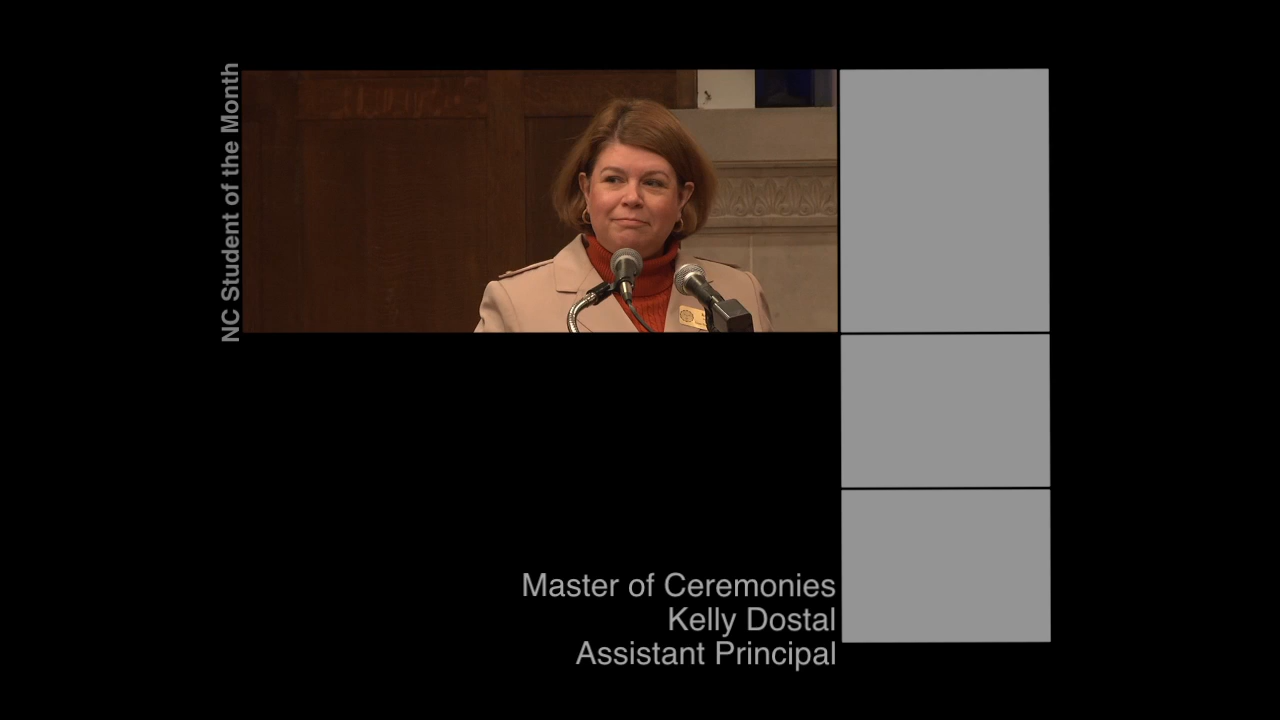 NC Student of the Month
Master of Ceremonies
Kelly Dostal
Assistant Principal